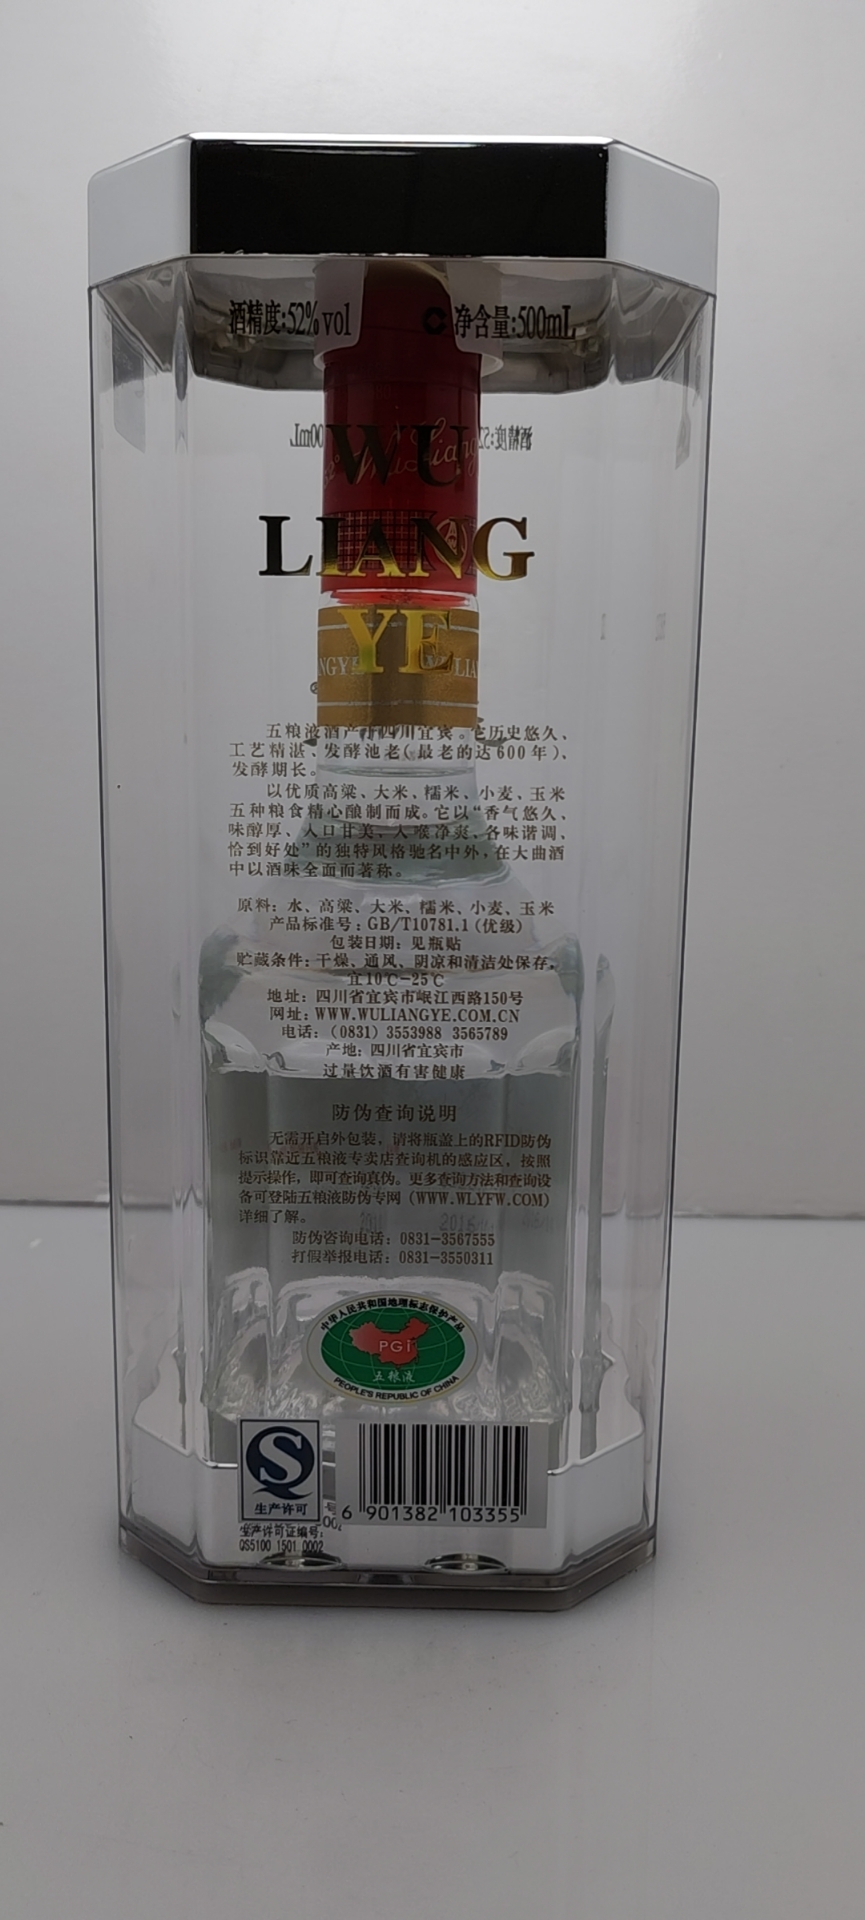 酒精度:52%vol 净含量:500mL
WU
LIANG
YE
五粮液酒产于四川宜宾。它历史悠久、
工艺精湛、发酵池老(最老的达600年)、
发酵期长。
以优质高粱、大米、糯米、小麦、玉米
五种粮食精心酿制而成。它以“香气悠久、
味醇厚、入口甘美、入喉净爽、各味谐调、
恰到好处”的独特风格驰名中外,在大曲酒
中以酒味全面而著称。
原料: 水、高粱、大米、糯米、小麦、玉米
产品标准号: GB/T10781.1 (优级)
包装日期: 见瓶贴
贮藏条件: 干燥、通风、阴凉和清洁处保存,
宜10℃-25℃
地址: 四川省宜宾市岷江西路150号
网址: WWW.WULIANGYE.COM.CN
电话: (0831) 3553988 3565789
产地: 四川省宜宾市
过量饮酒有害健康
防伪查询说明
无需开启外包装, 请将瓶盖上的RFID防伪
标识靠近五粮液专卖店查询机的感应区, 按照
提示操作, 即可查询真伪。更多查询方法和查询设
备可登陆五粮液防伪专网 (WWW.WLYFW.COM)
详细了解。
防伪咨询电话: 0831-3567555
打假举报电话: 0831-3550311
中华人民共和国地理标志保护产品
PGI
五粮液
PEOPLE'S REPUBLIC OF CHINA
生产许可
6 901382 103355
生产许可证编号:
QS5100 1501 0002